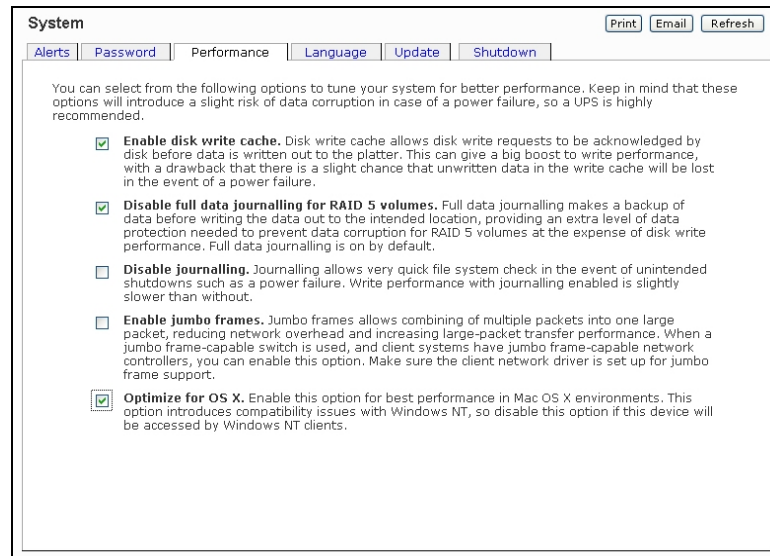 System
Print Email Refresh
Alerts Password Performance Language Update Shutdown
You can select from the following options to tune your system for better performance. Keep in mind that these
options will introduce a slight risk of data corruption in case of a power failure, so a UPS is highly
recommended.
Enable disk write cache. Disk write cache allows disk write requests to be acknowledged by
disk before data is written out to the platter. This can give a big boost to write performance,
with a drawback that there is a slight chance that unwritten data in the write cache will be lost
in the event of a power failure.
Disable full data journalling for RAID 5 volumes. Full data journalling makes a backup of
data before writing the data out to the intended location, providing an extra level of data
protection needed to prevent data corruption for RAID 5 volumes at the expense of disk write
performance. Full data journalling is on by default.
Disable journalling. Journalling allows very quick file system check in the event of unintended
shutdowns such as a power failure. Write performance with journalling enabled is slightly
slower than without.
Enable jumbo frames. Jumbo frames allows combining of multiple packets into one large
packet, reducing network overhead and increasing large-packet transfer performance. When a
jumbo frame-capable switch is used, and client systems have jumbo frame-capable network
controllers, you can enable this option. Make sure the client network driver is set up for jumbo
frame support.
Optimize for OS X. Enable this option for best performance in Mac OS X environments. This
option introduces compatibility issues with Windows NT, so disable this option if this device will
be accessed by Windows NT clients.